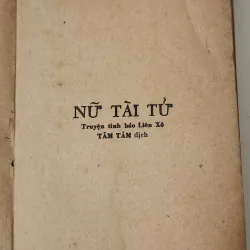 NỮ TÀI TỬ
Truyện tình báo Liên Xô
TÂM TÂM dịch